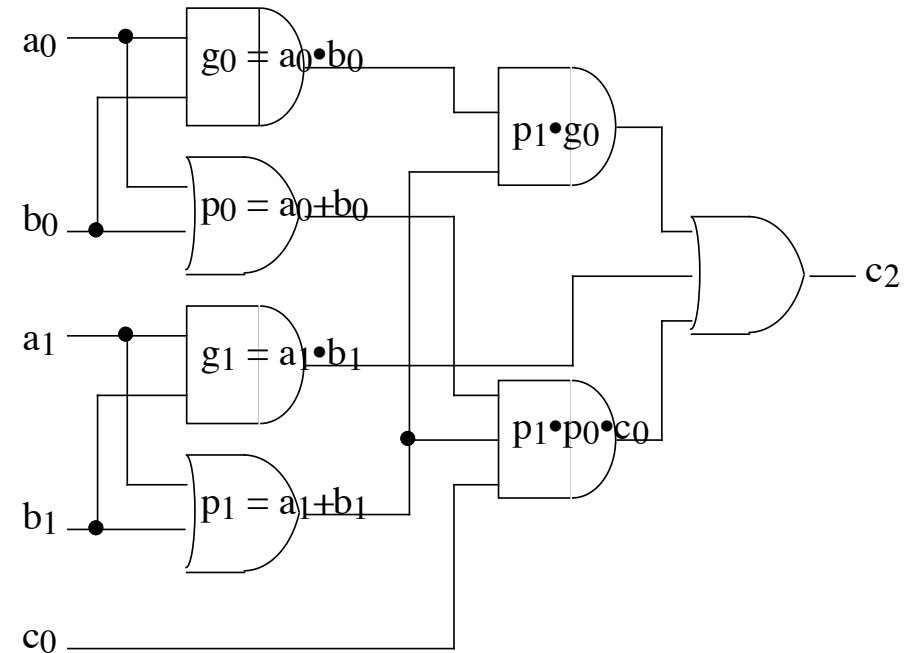 a0
g0 = a0•b0
p1•g0
b0
p0 = a0+b0
c2
a1
g1 = a1•b1
p1•p0•c0
b1
p1 = a1+b1
c0